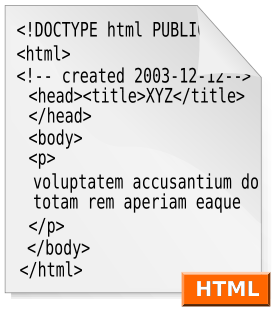 <!DOCTYPE html PUBLIC
<html>
<!-- created 2003-12-12-->
<head><title>XYZ</title>
</head>
<body>
<p>
voluptatem accusantium do
totam rem aperiam eaque
</p>
</body>
</html>
HTML